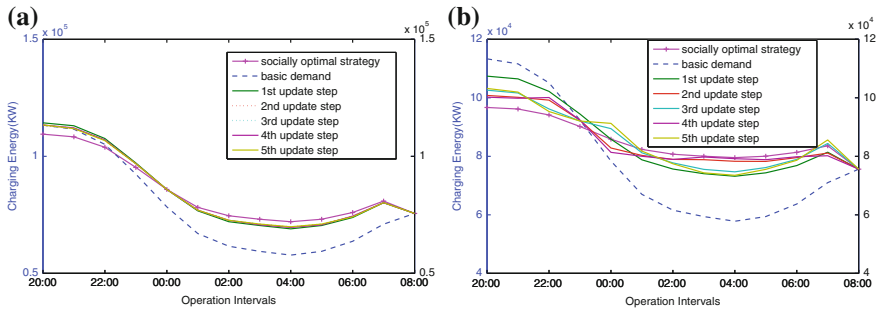 (a)
x 10^5
1.5
x 10^5
1.5
socially optimal strategy
basic demand
1st update step
2nd update step
3rd update step
4th update step
5th update step
Charging Energy(KW)
1
1
0.5
0.5
20:00
22:00
00:00
02:00
04:00
06:00
08:00
Operation Intervals
(b)
x 10^4
12
x 10^4
12
socially optimal strategy
basic demand
1st update step
2nd update step
3rd update step
4th update step
5th update step
Charging Energy(KW)
10
10
8
8
6
6
4
4
20:00
22:00
00:00
02:00
04:00
06:00
08:00
Operation Intervals